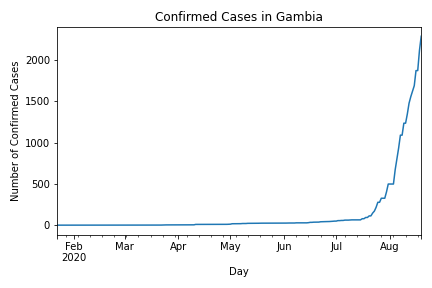 Confirmed Cases in Gambia
Number of Confirmed Cases
2000
1500
1000
500
0
Feb Mar Apr May Jun Jul Aug
2020
Day